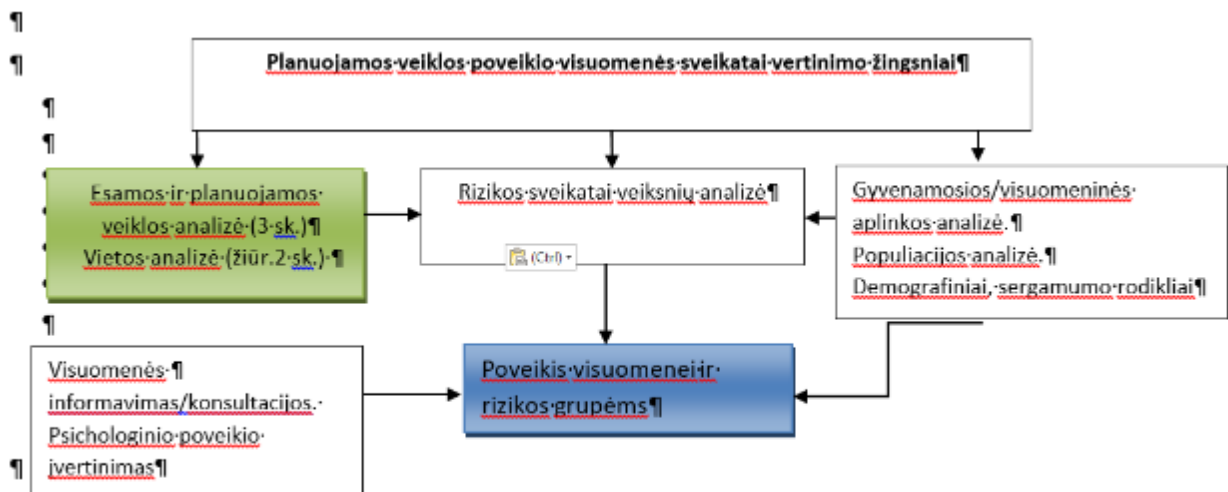 Planuojamos veiklos poveikio visuomenės sveikatai vertinimo žingsniai¶
Esamos ir planuojamos
veiklos analizė (3 sk.)¶
Vietos analizė (žiūr.2 sk.) ¶
Rizikos sveikatai veiksnių analizė¶
(Ctrl)
Gyvenamosios/visuomeninės
aplinkos analizė. ¶
Populiacijos analizė. ¶
Demografiniai, sergamumo rodikliai¶
Visuomenės ¶
informavimas/konsultacijos.
Psichologinio poveikio
įvertinimas¶
Poveikis visuomenei ir
rizikos grupėms¶